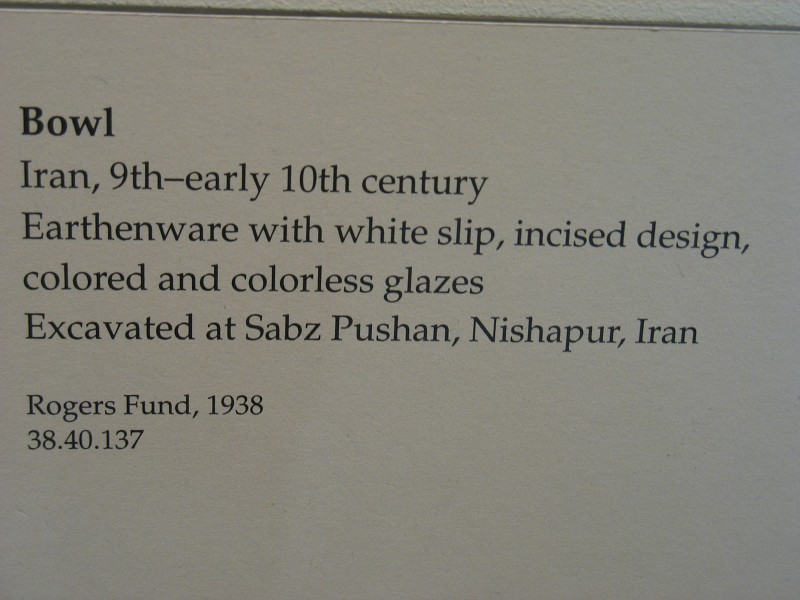 Bowl
Iran, 9th–early 10th century
Earthenware with white slip, incised design,
colored and colorless glazes
Excavated at Sabz Pushan, Nishapur, Iran
Rogers Fund, 1938
38.40.137